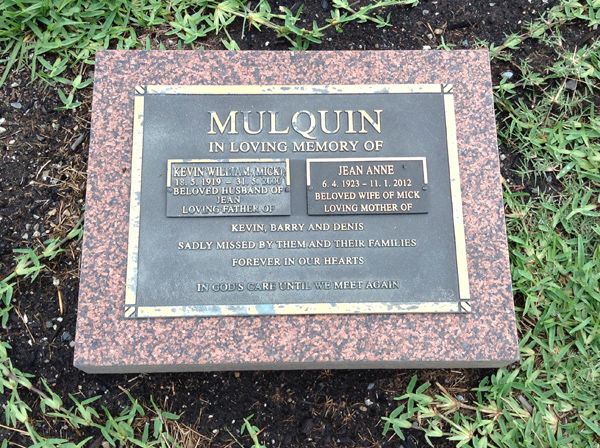 MULQUIN
IN LOVING MEMORY OF
KEVIN WILLIAM (MICK)
18. 5. 1919 –
BELOVED HUSBAND OF
JEAN
LOVING FATHER OF
JEAN ANNE
6. 4. 1923 – 11. 1. 2012
BELOVED WIFE OF MICK
LOVING MOTHER OF
KEVIN, BARRY AND DENIS
SADLY MISSED BY THEM AND THEIR FAMILIES
FOREVER IN OUR HEARTS
IN GOD'S CARE UNTIL WE MEET AGAIN